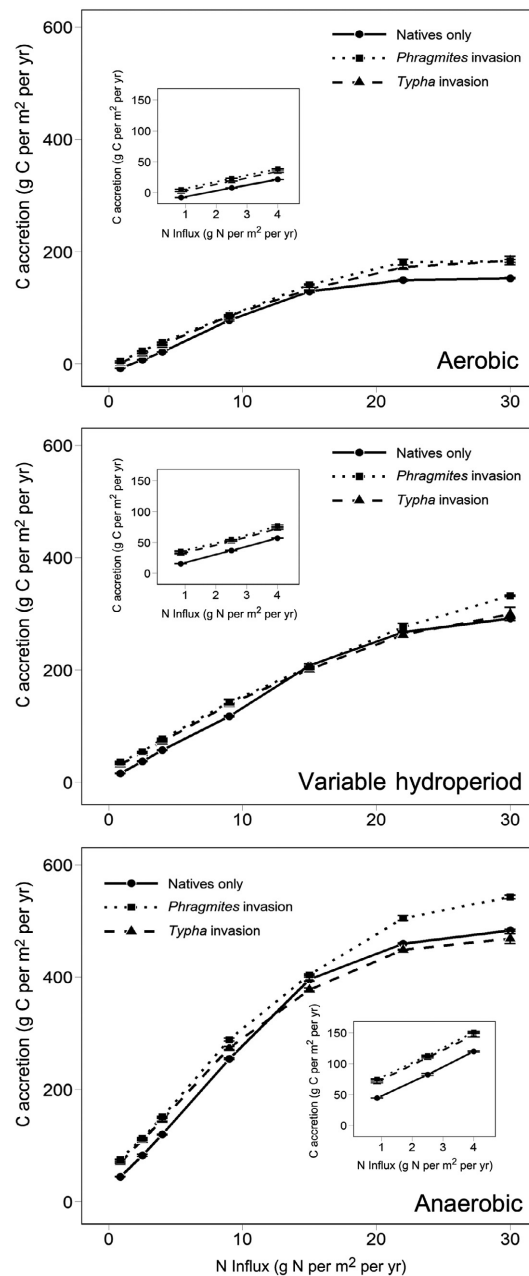 600
400
200
0
C accretion (g C per m² per yr)
Natives only
Phragmites invasion
Typha invasion
150
100
50
0
C accretion (g C per m² per yr)
1 2 3 4
N Influx (g N per m² per yr)
Aerobic
0 10 20 30
600
400
200
0
C accretion (g C per m² per yr)
Natives only
Phragmites invasion
Typha invasion
150
100
50
0
C accretion (g C per m² per yr)
1 2 3 4
N Influx (g N per m² per yr)
Variable hydroperiod
0 10 20 30
600
400
200
0
C accretion (g C per m² per yr)
Natives only
Phragmites invasion
Typha invasion
150
100
50
0
C accretion (g C per m² per yr)
1 2 3 4
N Influx (g N per m² per yr)
Anaerobic
0 10 20 30
N Influx (g N per m² per yr)